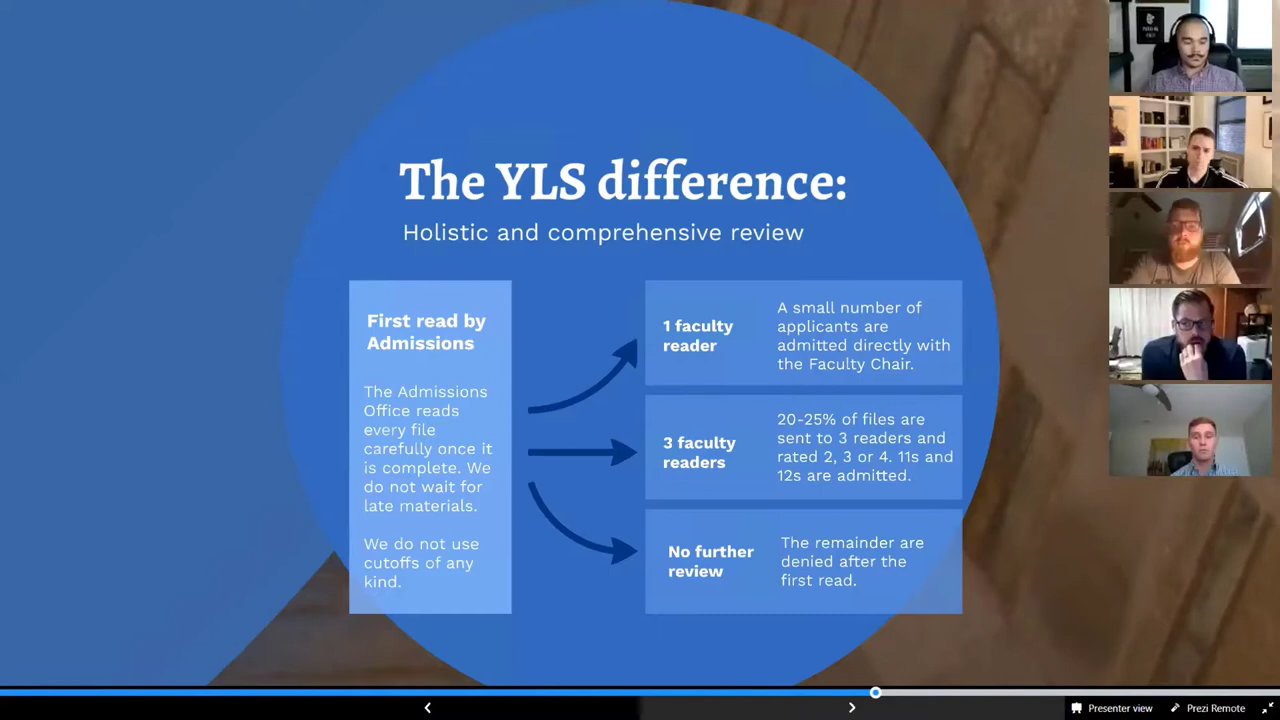 The YLS difference:
Holistic and comprehensive review
First read by
Admissions
The Admissions
Office reads
every file
carefully once it
is complete. We
do not wait for
late materials.
We do not use
cutoffs of any
kind.
1 faculty
reader
A small number of
applicants are
admitted directly with
the Faculty Chair.
3 faculty
readers
20-25% of files are
sent to 3 readers and
rated 2, 3 or 4. 11s and
12s are admitted.
No further
review
The remainder are
denied after the
first read.
Presenter view
Prezi Remote